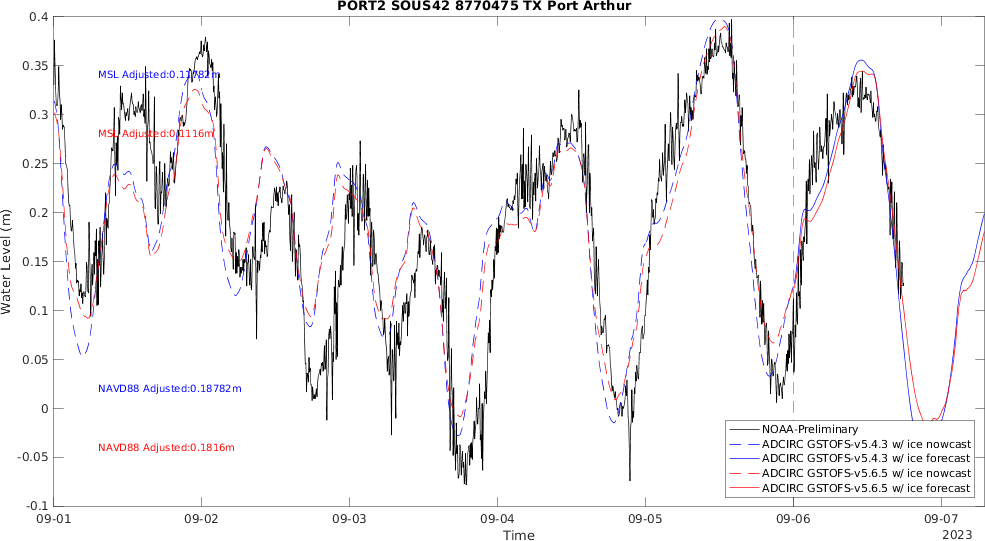 PORT2 SOUS42 8770475 TX Port Arthur
0.4
0.35
0.3
0.25
0.2
0.15
0.1
0.05
0
-0.05
-0.1
Water Level (m)
MSL Adjusted:0.11782m
MSL Adjusted:0.1116m
NAVD88 Adjusted:0.18782m
NAVD88 Adjusted:0.1816m
NOAA-Preliminary
ADCIRC GSTOFS-v5.4.3 w/ ice nowcast
ADCIRC GSTOFS-v5.4.3 w/ ice forecast
ADCIRC GSTOFS-v5.6.5 w/ ice nowcast
ADCIRC GSTOFS-v5.6.5 w/ ice forecast
09-01 09-02 09-03 09-04 09-05 09-06 09-07
Time
2023